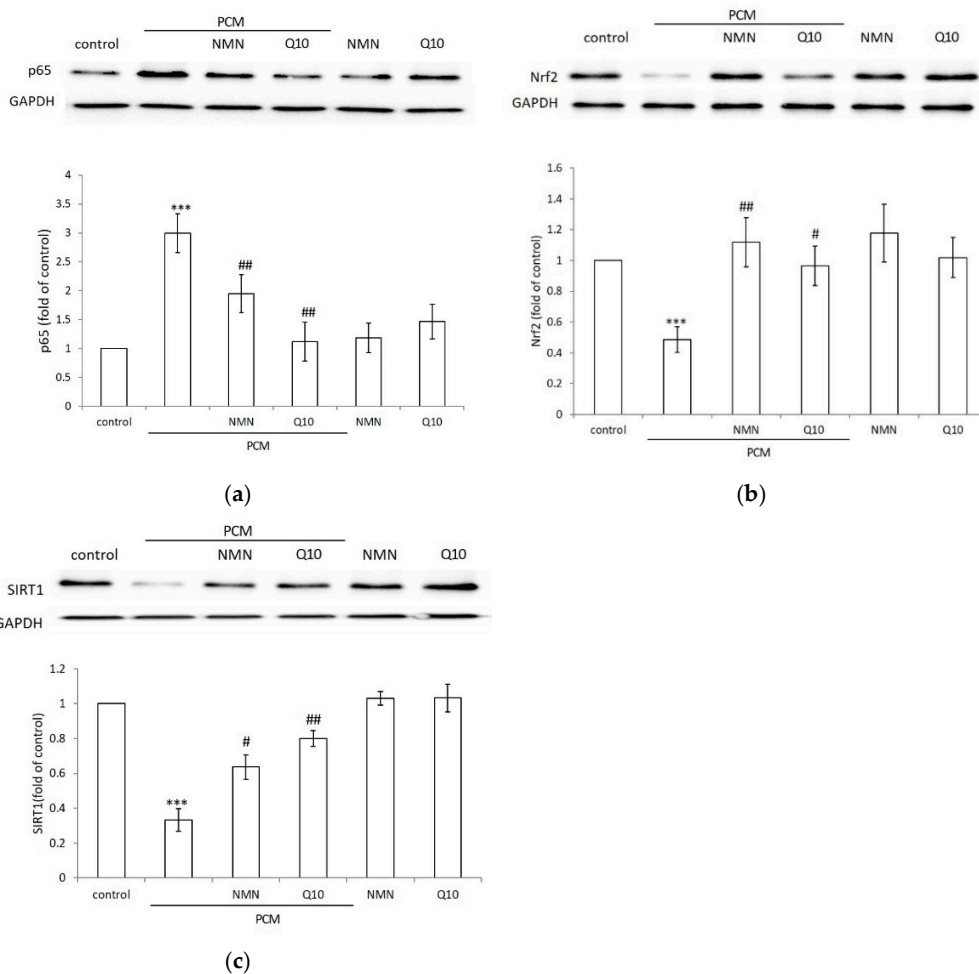 PCM
control NMN Q10 NMN Q10
p65
GAPDH
4
3.5
3
2.5
2
1.5
1
0.5
0
p65 (fold of control)
***
##
##
control NMN Q10 NMN Q10
PCM
(a)
PCM
control NMN Q10 NMN Q10
Nrf2
GAPDH
1.6
1.4
1.2
1
0.8
0.6
0.4
0.2
0
Nrf2 (fold of control)
***
##
#
control NMN Q10 NMN Q10
PCM
(b)
PCM
control NMN Q10 NMN Q10
SIRT1
GAPDH
1.2
1
0.8
0.6
0.4
0.2
0
SIRT1(fold of control)
***
#
##
control NMN Q10 NMN Q10
PCM
(c)